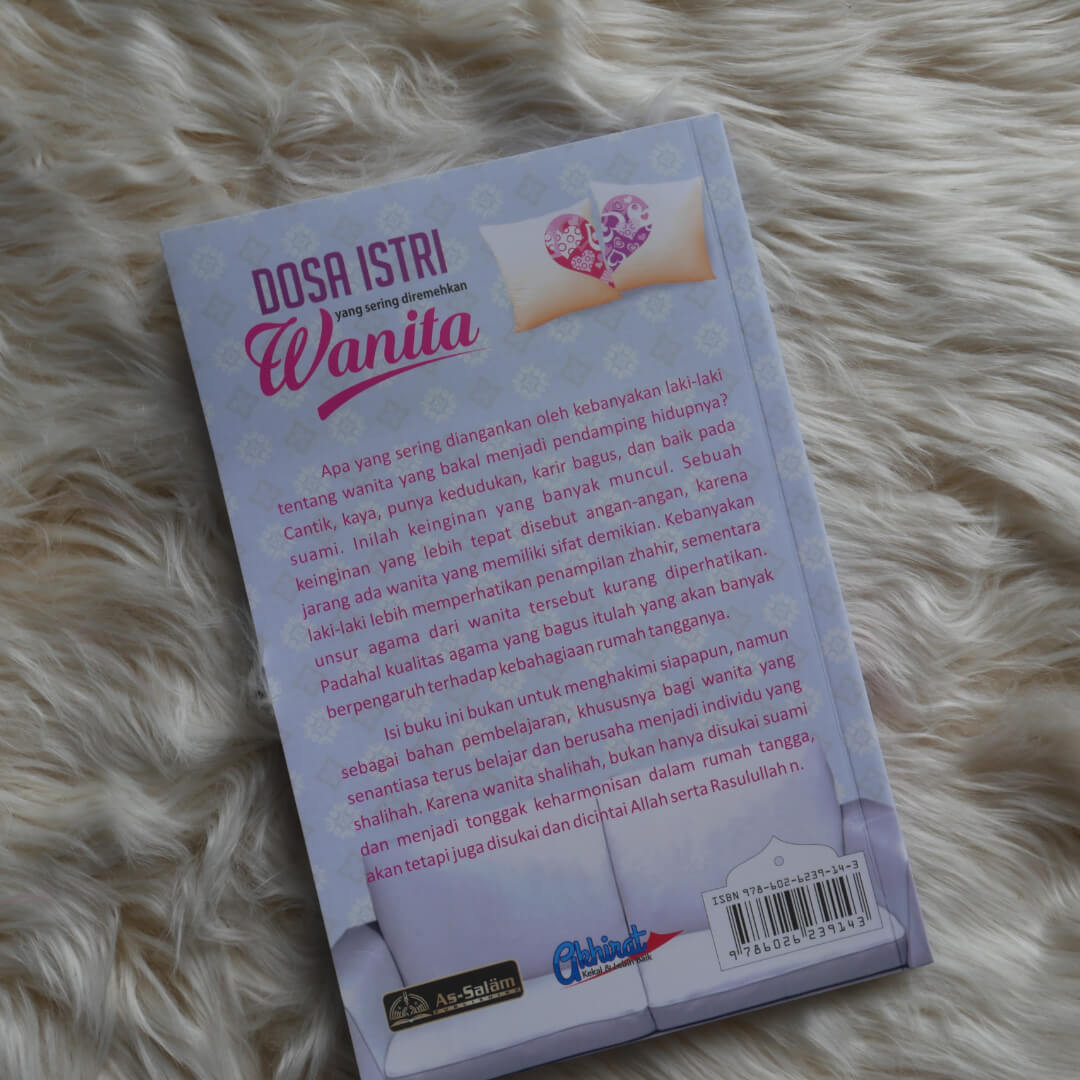 DOSA ISTRI
yang sering diremehkan
Wanita
Apa yang sering diangankan oleh kebanyakan laki-laki
tentang wanita yang bakal menjadi pendamping hidupnya?
Cantik, kaya, punya kedudukan, karir bagus, dan baik pada
suami. Inilah keinginan yang banyak muncul. Sebuah
keinginan yang lebih tepat disebut angan-angan, karena
jarang ada wanita yang memiliki sifat demikian. Kebanyakan
laki-laki lebih memperhatikan penampilan zhahir, sementara
unsur agama dari wanita tersebut kurang diperhatikan.
Padahal kualitas agama yang bagus itulah yang akan banyak
berpengaruh terhadap kebahagiaan rumah tangganya.
Isi buku ini bukan untuk menghakimi siapapun, namun
sebagai bahan pembelajaran, khususnya bagi wanita yang
senantiasa terus belajar dan berusaha menjadi individu yang
shalihah. Karena wanita shalihah, bukan hanya disukai suami
dan menjadi tonggak keharmonisan dalam rumah tangga,
akan tetapi juga disukai dan dicintai Allah serta Rasulullah n.
ISBN 978-602-6239-14-3
9 786026 239143
Akhirat
Kekal & Lebih Baik
As-Salām
PUBLISHING